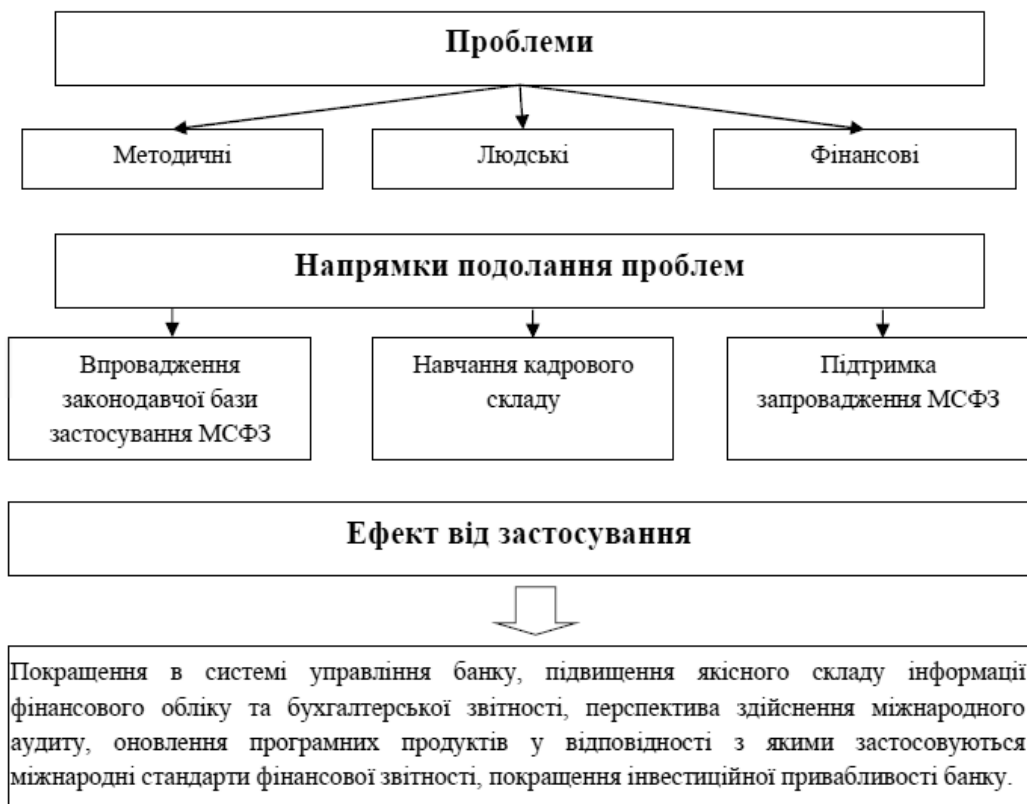 Проблеми
Методичні
Людські
Фінансові
Напрямки подолання проблем
Впровадження
законодавчої бази
застосування МСФЗ
Навчання кадрового
складу
Підтримка
запровадження МСФЗ
Ефект від застосування
Покращення в системі управління банку, підвищення якісного складу інформації
фінансового обліку та бухгалтерської звітності, перспектива здійснення міжнародного
аудиту, оновлення програмних продуктів у відповідності з якими застосовуються
міжнародні стандарти фінансової звітності, покращення інвестиційної привабливості банку.